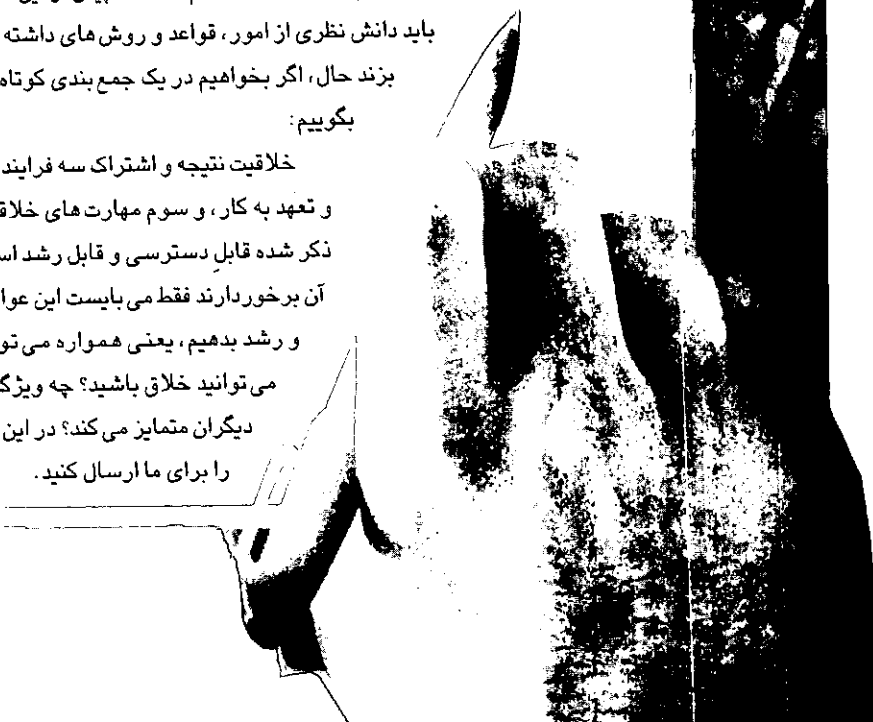 باید دانش نظری از امور، قواعد و روش‌های داشته
بزند حال، اگر بخواهیم در یک جمع‌بندی کوتاه
بگوییم:
خلاقیت نتیجه و اشتراک سه فرایند
و تعهد به کار، و سوم مهارت‌های خلاق
ذکر شده قابلِ دسترسی و قابل رشد اس
آن برخوردارند فقط می‌بایست این عوا
و رشد بدهیم، یعنی همواره می‌تو
می‌توانید خلاق باشید؟ چه ویژگ
دیگران متمایز می‌کند؟ در این
را برای ما ارسال کنید.